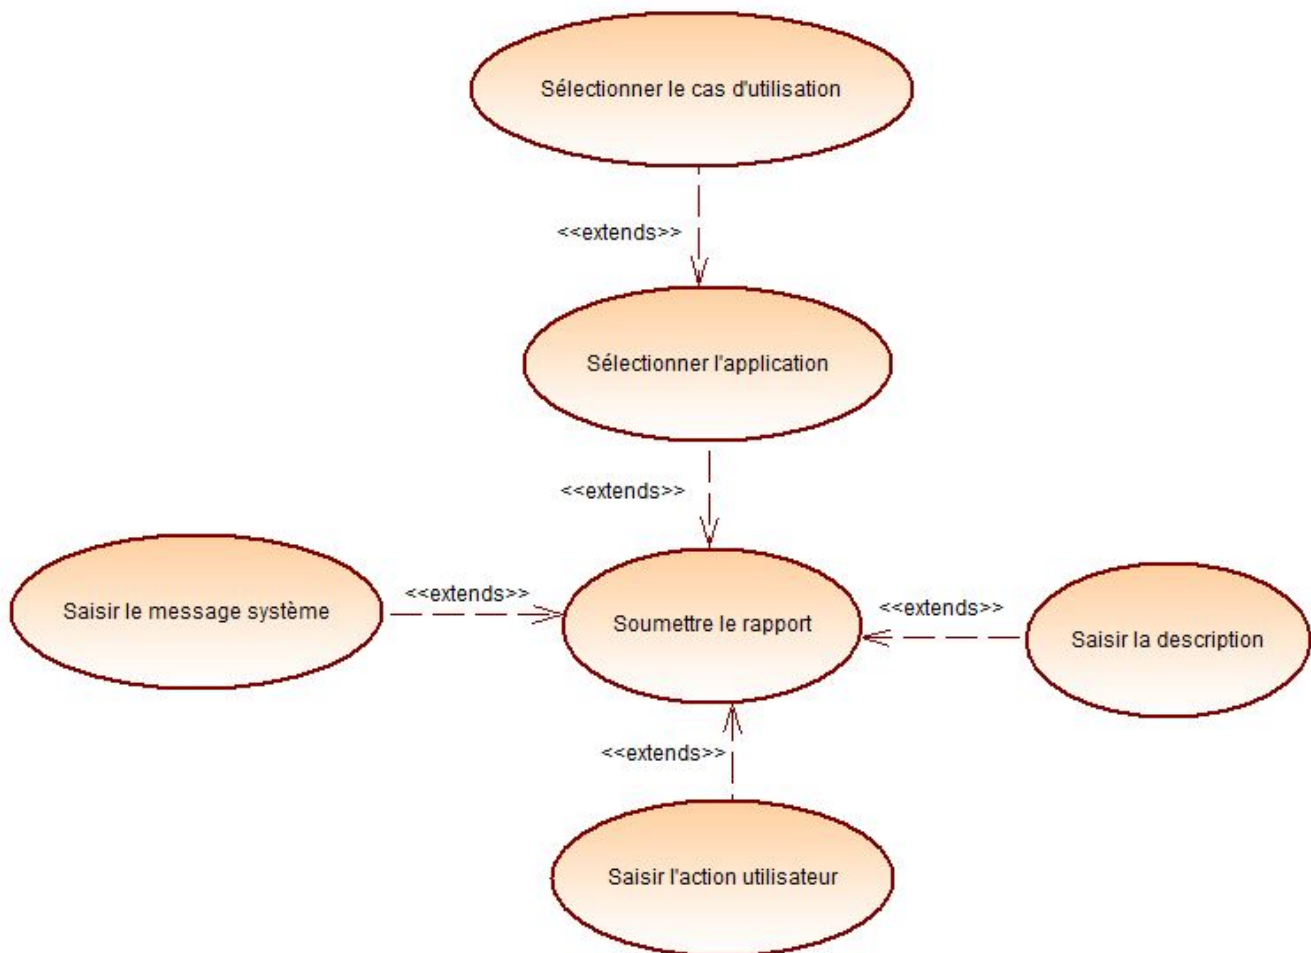 Sélectionner le cas d'utilisation
<<extends>>
Sélectionner l'application
<<extends>>
Saisir le message système
<<extends>>
Soumettre le rapport
<<extends>>
Saisir la description
<<extends>>
Saisir l'action utilisateur